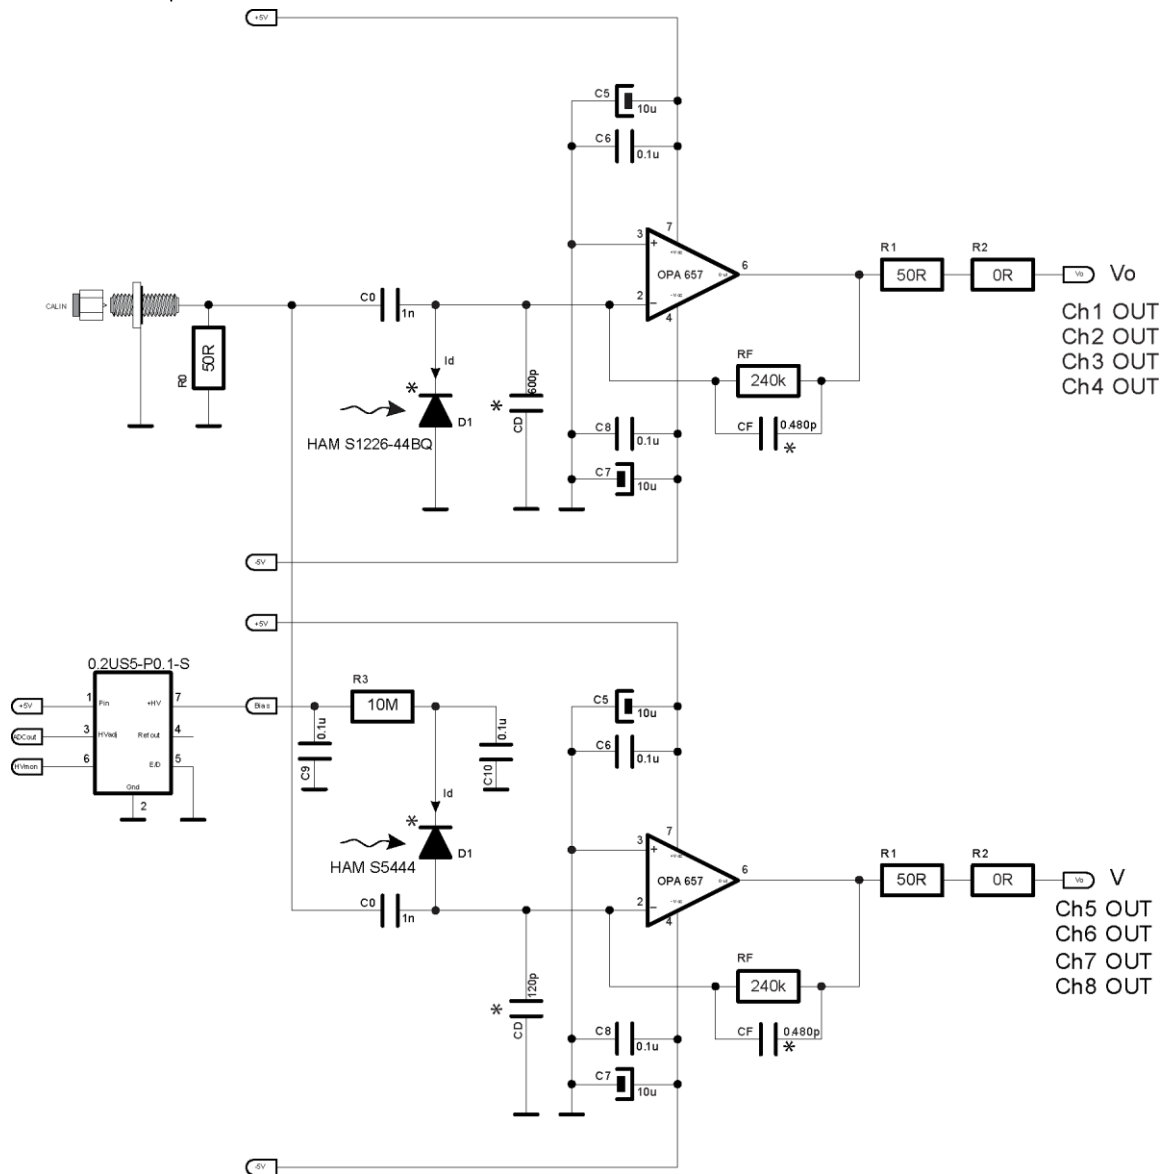 +5V
C5
10u
C6
0.1u
7
3
+
OPA 657
6
2
−
4
R1
50R
R2
0R
Vo
Vo
Ch1 OUT
Ch2 OUT
Ch3 OUT
Ch4 OUT
CAL IN
R0
50R
C0
1n
Id
*
D1
HAM S1226-44BQ
600p
*
CD
RF
240k
CF
0.480p
*
C8
0.1u
C7
10u
-5V
+5V
0.2US5-P0.1-S
+5V
1
Pin
+HV
7
Bias
ADCout
3
HVadj
Refout
4
HVmon
6
E/D
5
Gnd
2
R3
10M
0.1u
C9
0.1u
C10
Id
*
D1
HAM S5444
C0
1n
120p
*
CD
C5
10u
C6
0.1u
7
3
+
OPA 657
6
2
−
4
R1
50R
R2
0R
Vo
V
Ch5 OUT
Ch6 OUT
Ch7 OUT
Ch8 OUT
RF
240k
CF
0.480p
*
C8
0.1u
C7
10u
-5V